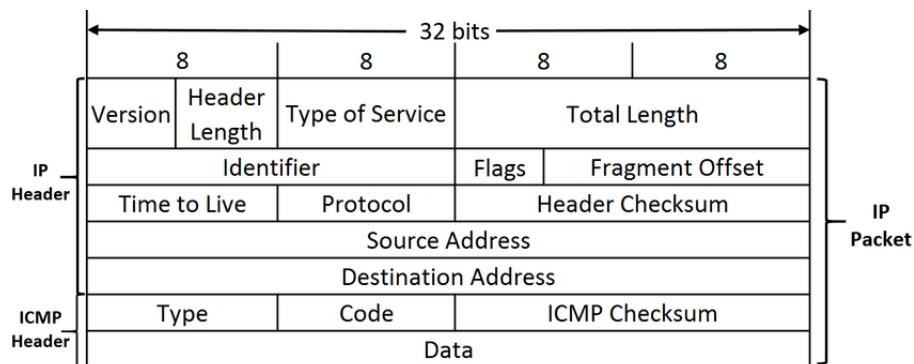 32 bits
8 8 8 8
Version Header Length Type of Service Total Length
IP Header
Identifier Flags Fragment Offset
Time to Live Protocol Header Checksum
Source Address
IP Packet
Destination Address
ICMP Header
Type Code ICMP Checksum
Data